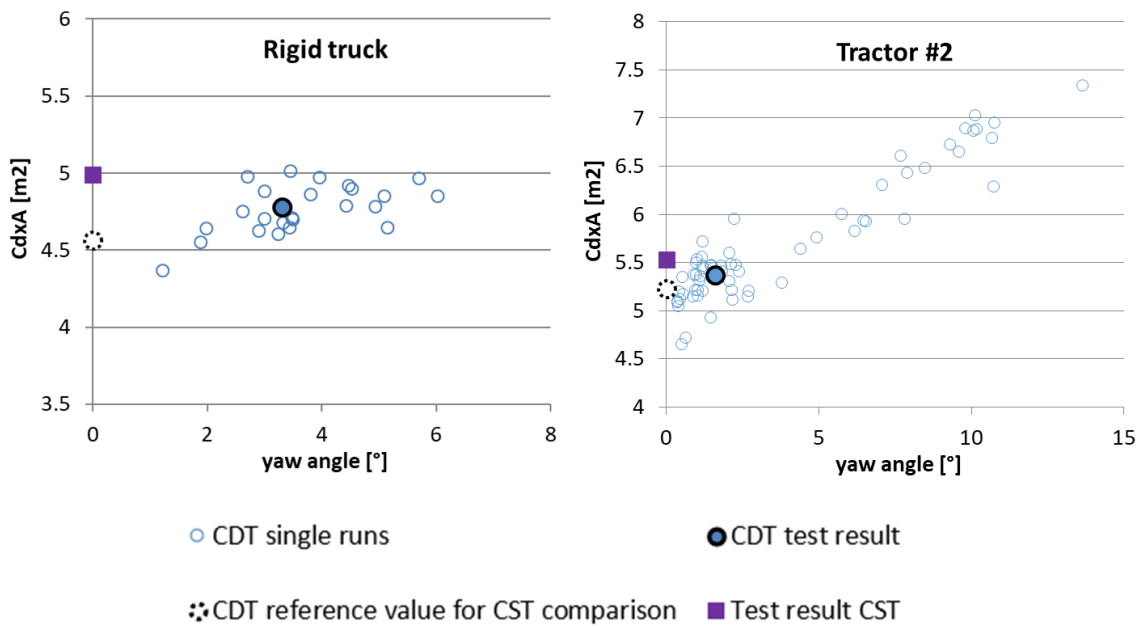 Rigid truck
6
5.5
5
4.5
4
3.5
CdxA [m2]
0 2 4 6 8
yaw angle [°]
Tractor #2
8
7.5
7
6.5
6
5.5
5
4.5
4
CdxA [m2]
0 5 10 15
yaw angle [°]
CDT single runs
CDT test result
CDT reference value for CST comparison
Test result CST